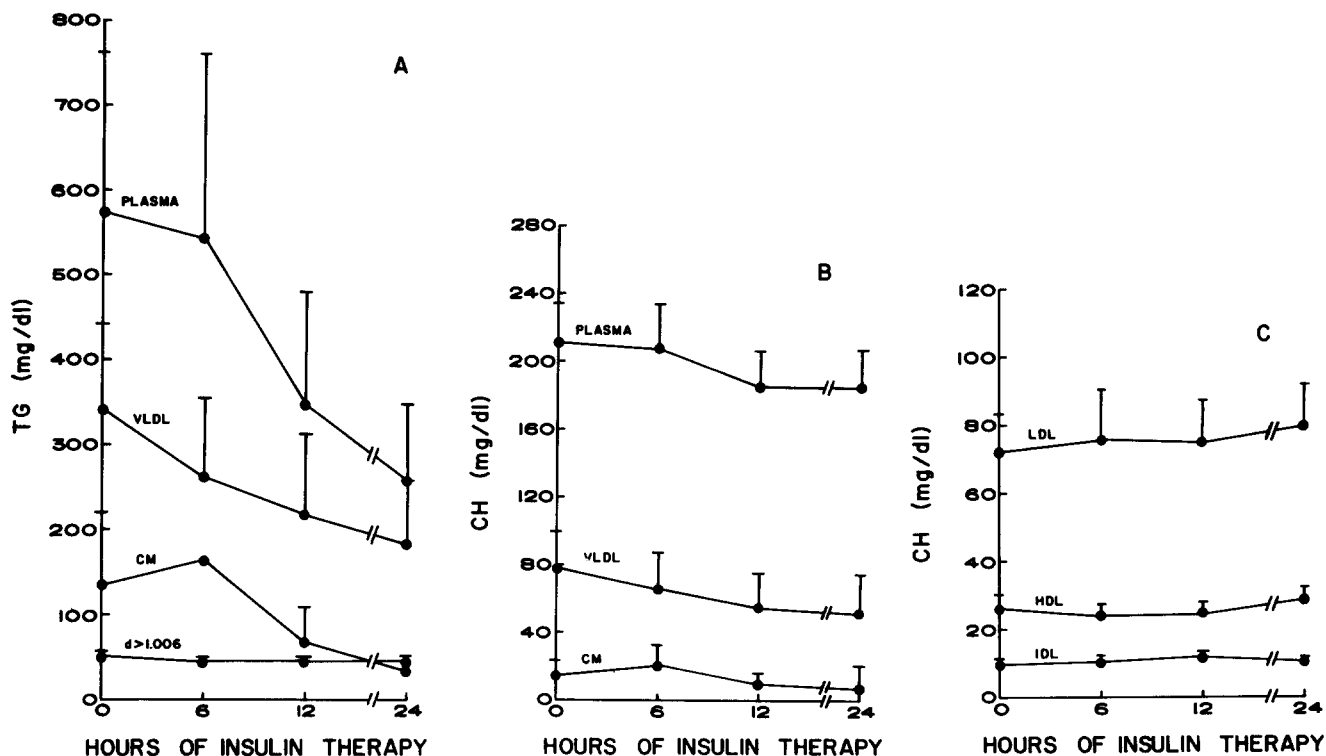 A
TG (mg/dl)
800
700
600
500
400
300
200
100
0
PLASMA
VLDL
CM
d>1.006
0 6 12 24
HOURS OF INSULIN THERAPY
B
CH (mg/dl)
280
240
200
160
120
80
40
0
PLASMA
VLDL
CM
0 6 12 24
HOURS OF INSULIN THERAPY
C
CH (mg/dl)
120
100
80
60
40
20
0
LDL
HDL
IDL
0 6 12 24
HOURS OF INSULIN THERAPY